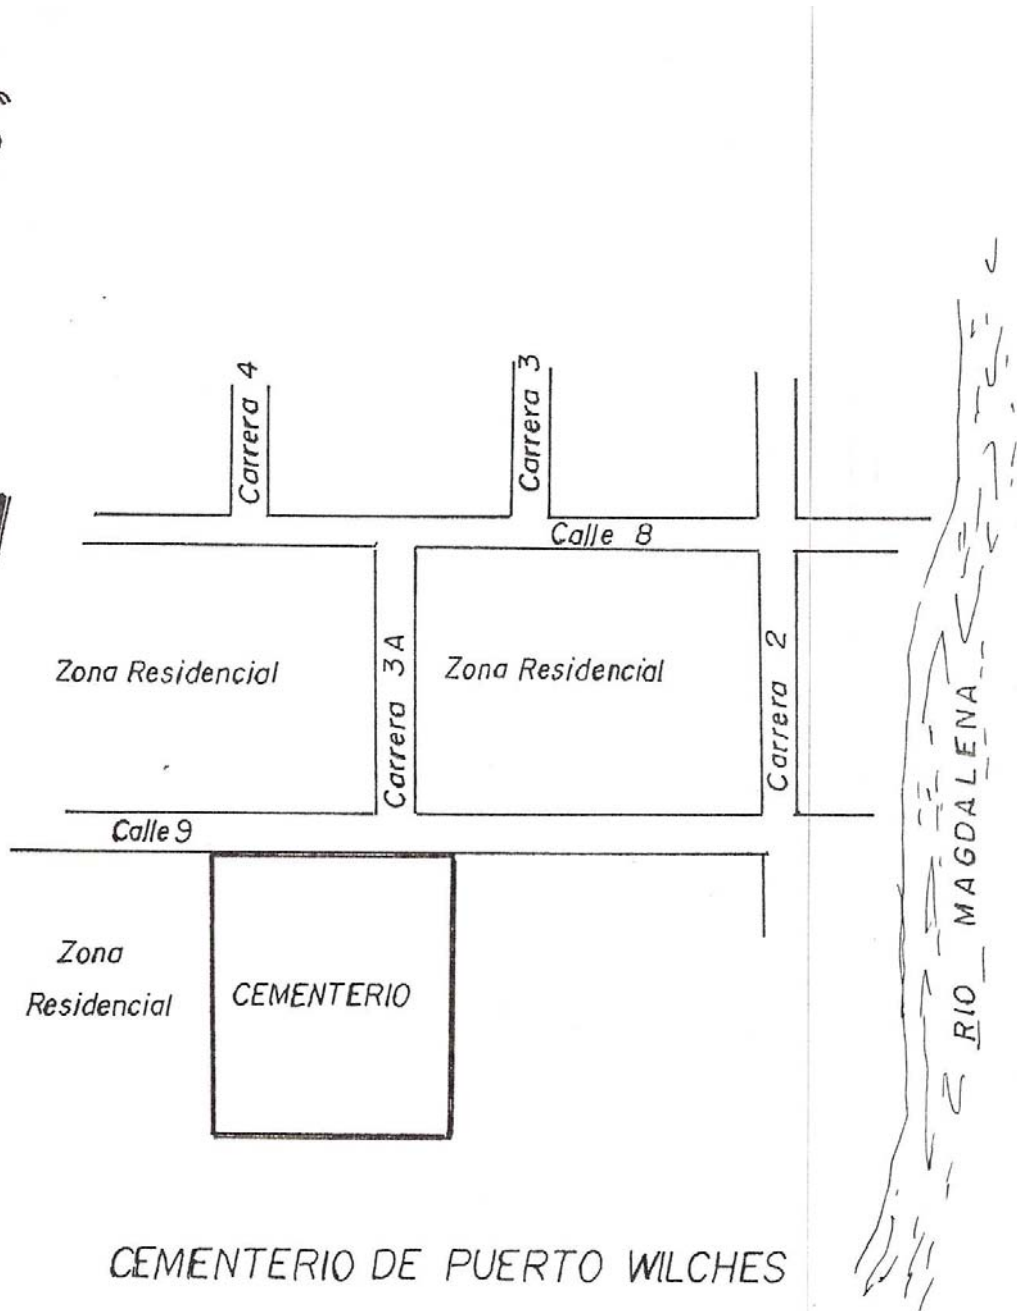 Carrera 4
Carrera 3
Calle 8
Zona Residencial
Carrera 3A
Zona Residencial
Carrera 2
Calle 9
RIO MAGDALENA
Zona
Residencial
CEMENTERIO
CEMENTERIO DE PUERTO WILCHES